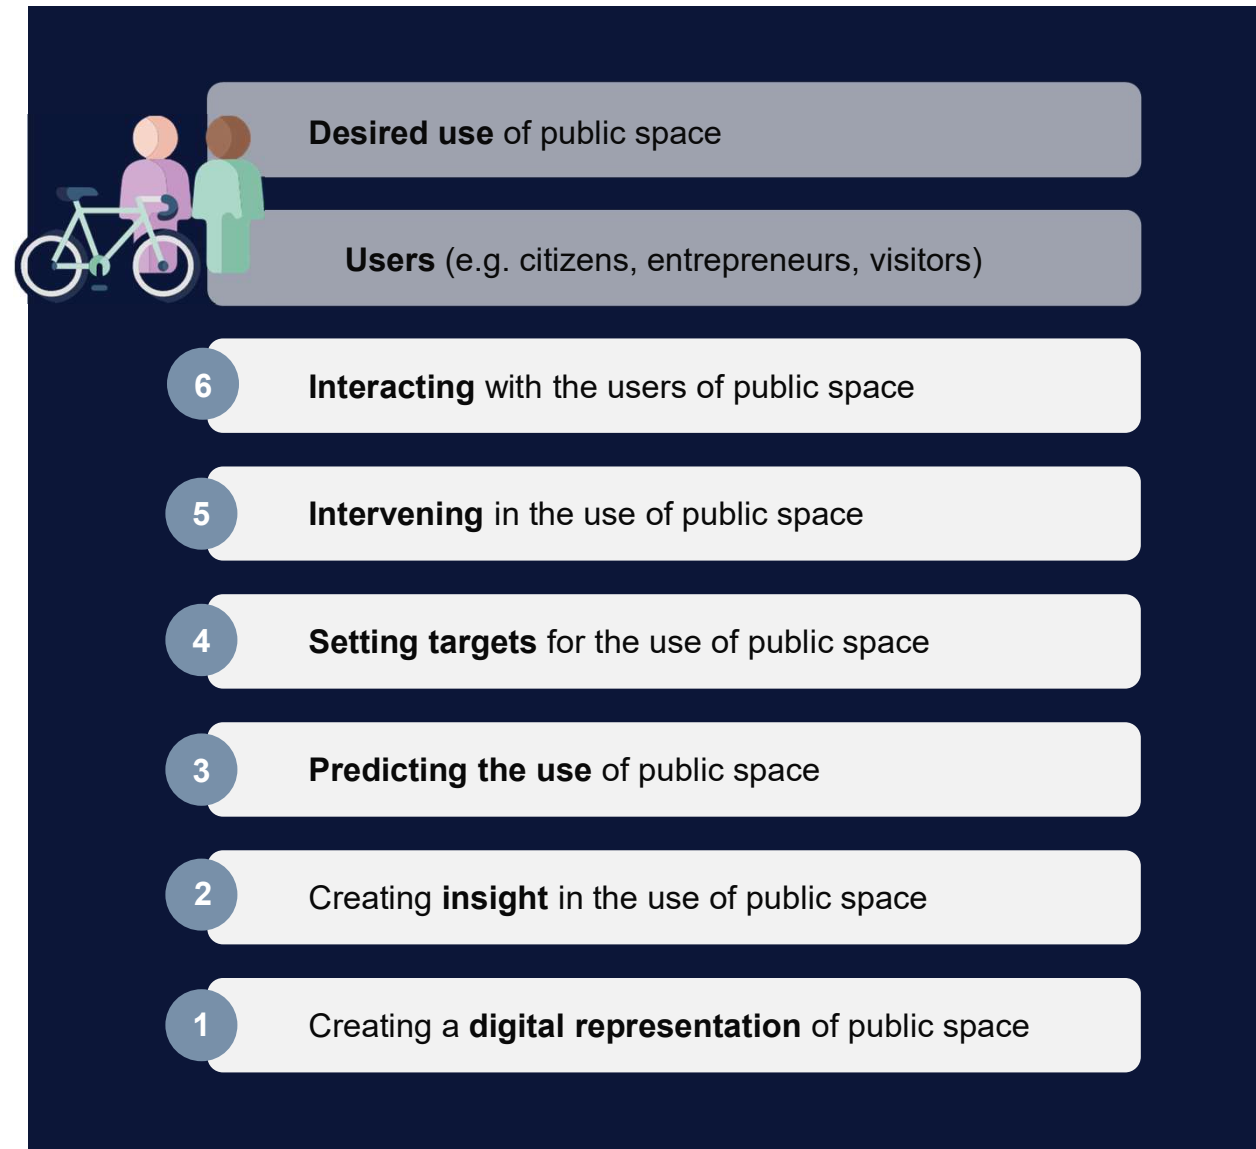 Desired use of public space
Users (e.g. citizens, entrepreneurs, visitors)
6
Interacting with the users of public space
5
Intervening in the use of public space
4
Setting targets for the use of public space
3
Predicting the use of public space
2
Creating insight in the use of public space
1
Creating a digital representation of public space